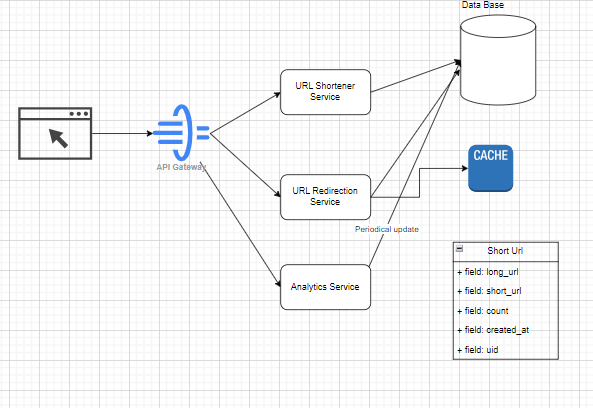 Data Base
URL Shortener
Service
CACHE
API Gateway
URL Redirection
Service
Periodical update
Analytics Service
Short Url
+ field: long_url
+ field: short_url
+ field: count
+ field: created_at
+ field: uid